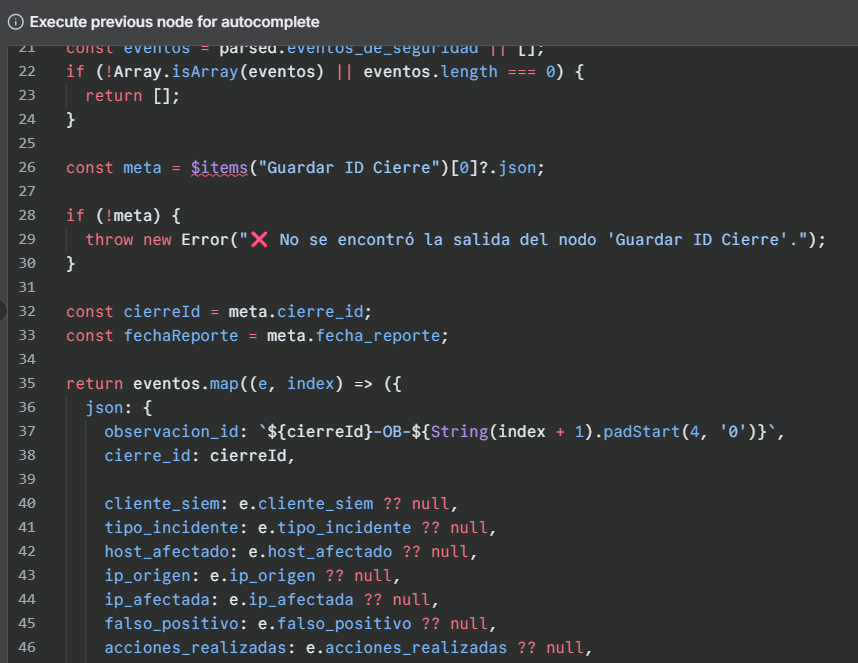 Execute previous node for autocomplete
21 const eventos = parsed.eventos_de_seguridad || [];
22 if (!Array.isArray(eventos) || eventos.length === 0) {
23 return [];
24 }
25
26 const meta = $items("Guardar ID Cierre")[0]?.json;
27
28 if (!meta) {
29 throw new Error("❌ No se encontró la salida del nodo 'Guardar ID Cierre'.");
30 }
31
32 const cierreId = meta.cierre_id;
33 const fechaReporte = meta.fecha_reporte;
34
35 return eventos.map((e, index) => ({
36 json: {
37 observacion_id: `${cierreId}-OB-${String(index + 1).padStart(4, '0')}`,
38 cierre_id: cierreId,
39
40 cliente_siem: e.cliente_siem ?? null,
41 tipo_incidente: e.tipo_incidente ?? null,
42 host_afectado: e.host_afectado ?? null,
43 ip_origen: e.ip_origen ?? null,
44 ip_afectada: e.ip_afectada ?? null,
45 falso_positivo: e.falso_positivo ?? null,
46 acciones_realizadas: e.acciones_realizadas ?? null,